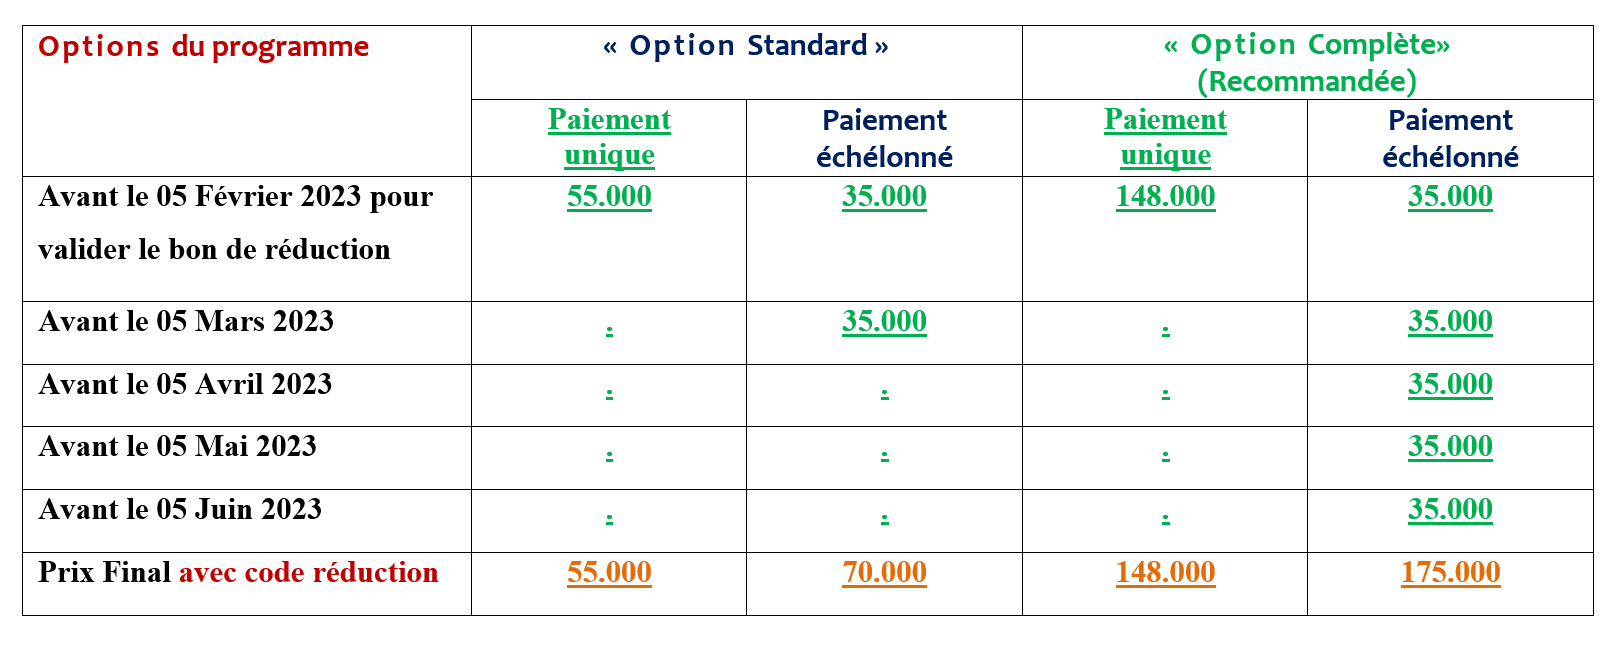 Options du programme
« Option Standard »
« Option Complète»
(Recommandée)
Paiement
unique
Paiement
échélonné
Paiement
unique
Paiement
échélonné
Avant le 05 Février 2023 pour
valider le bon de réduction
55.000
35.000
148.000
35.000
Avant le 05 Mars 2023
.
35.000
.
35.000
Avant le 05 Avril 2023
.
.
.
35.000
Avant le 05 Mai 2023
.
.
.
35.000
Avant le 05 Juin 2023
.
.
.
35.000
Prix Final avec code réduction
55.000
70.000
148.000
175.000